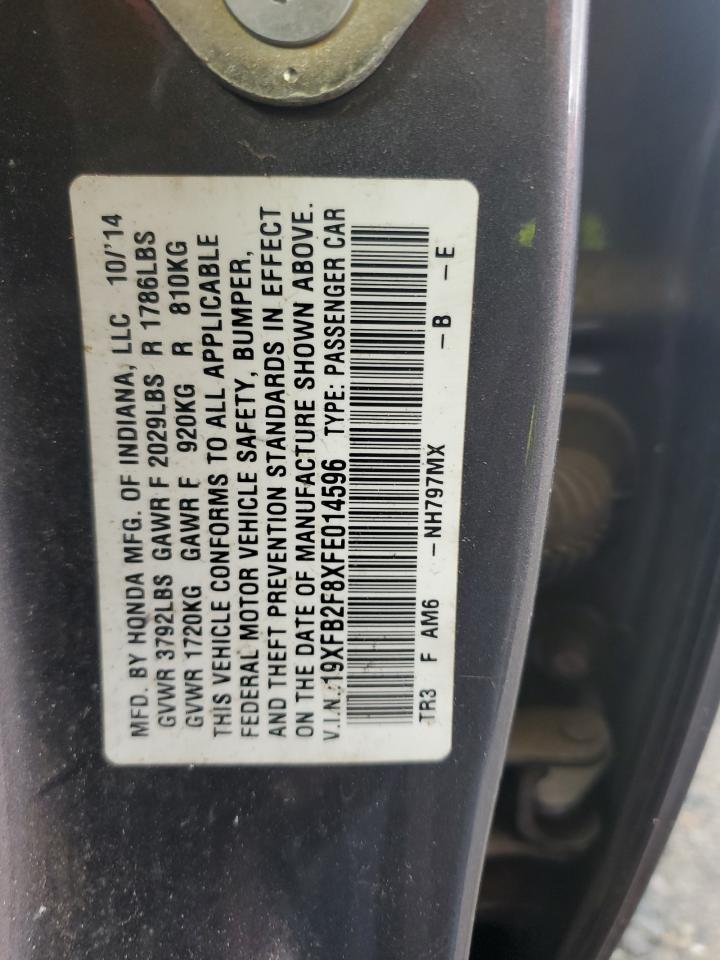 MFD. BY HONDA MFG. OF INDIANA, LLC 10/'14
GVWR 3792LBS GAWR F 2029LBS R 1786LBS
GVWR 1720KG GAWR F 920KG R 810KG
THIS VEHICLE CONFORMS TO ALL APPLICABLE
FEDERAL MOTOR VEHICLE SAFETY, BUMPER,
AND THEFT PREVENTION STANDARDS IN EFFECT
ON THE DATE OF MANUFACTURE SHOWN ABOVE.
V.I.N.:19XFB2F8XFE014596 TYPE: PASSENGER CAR
TR3 F AM6 -NH797MX -B -E